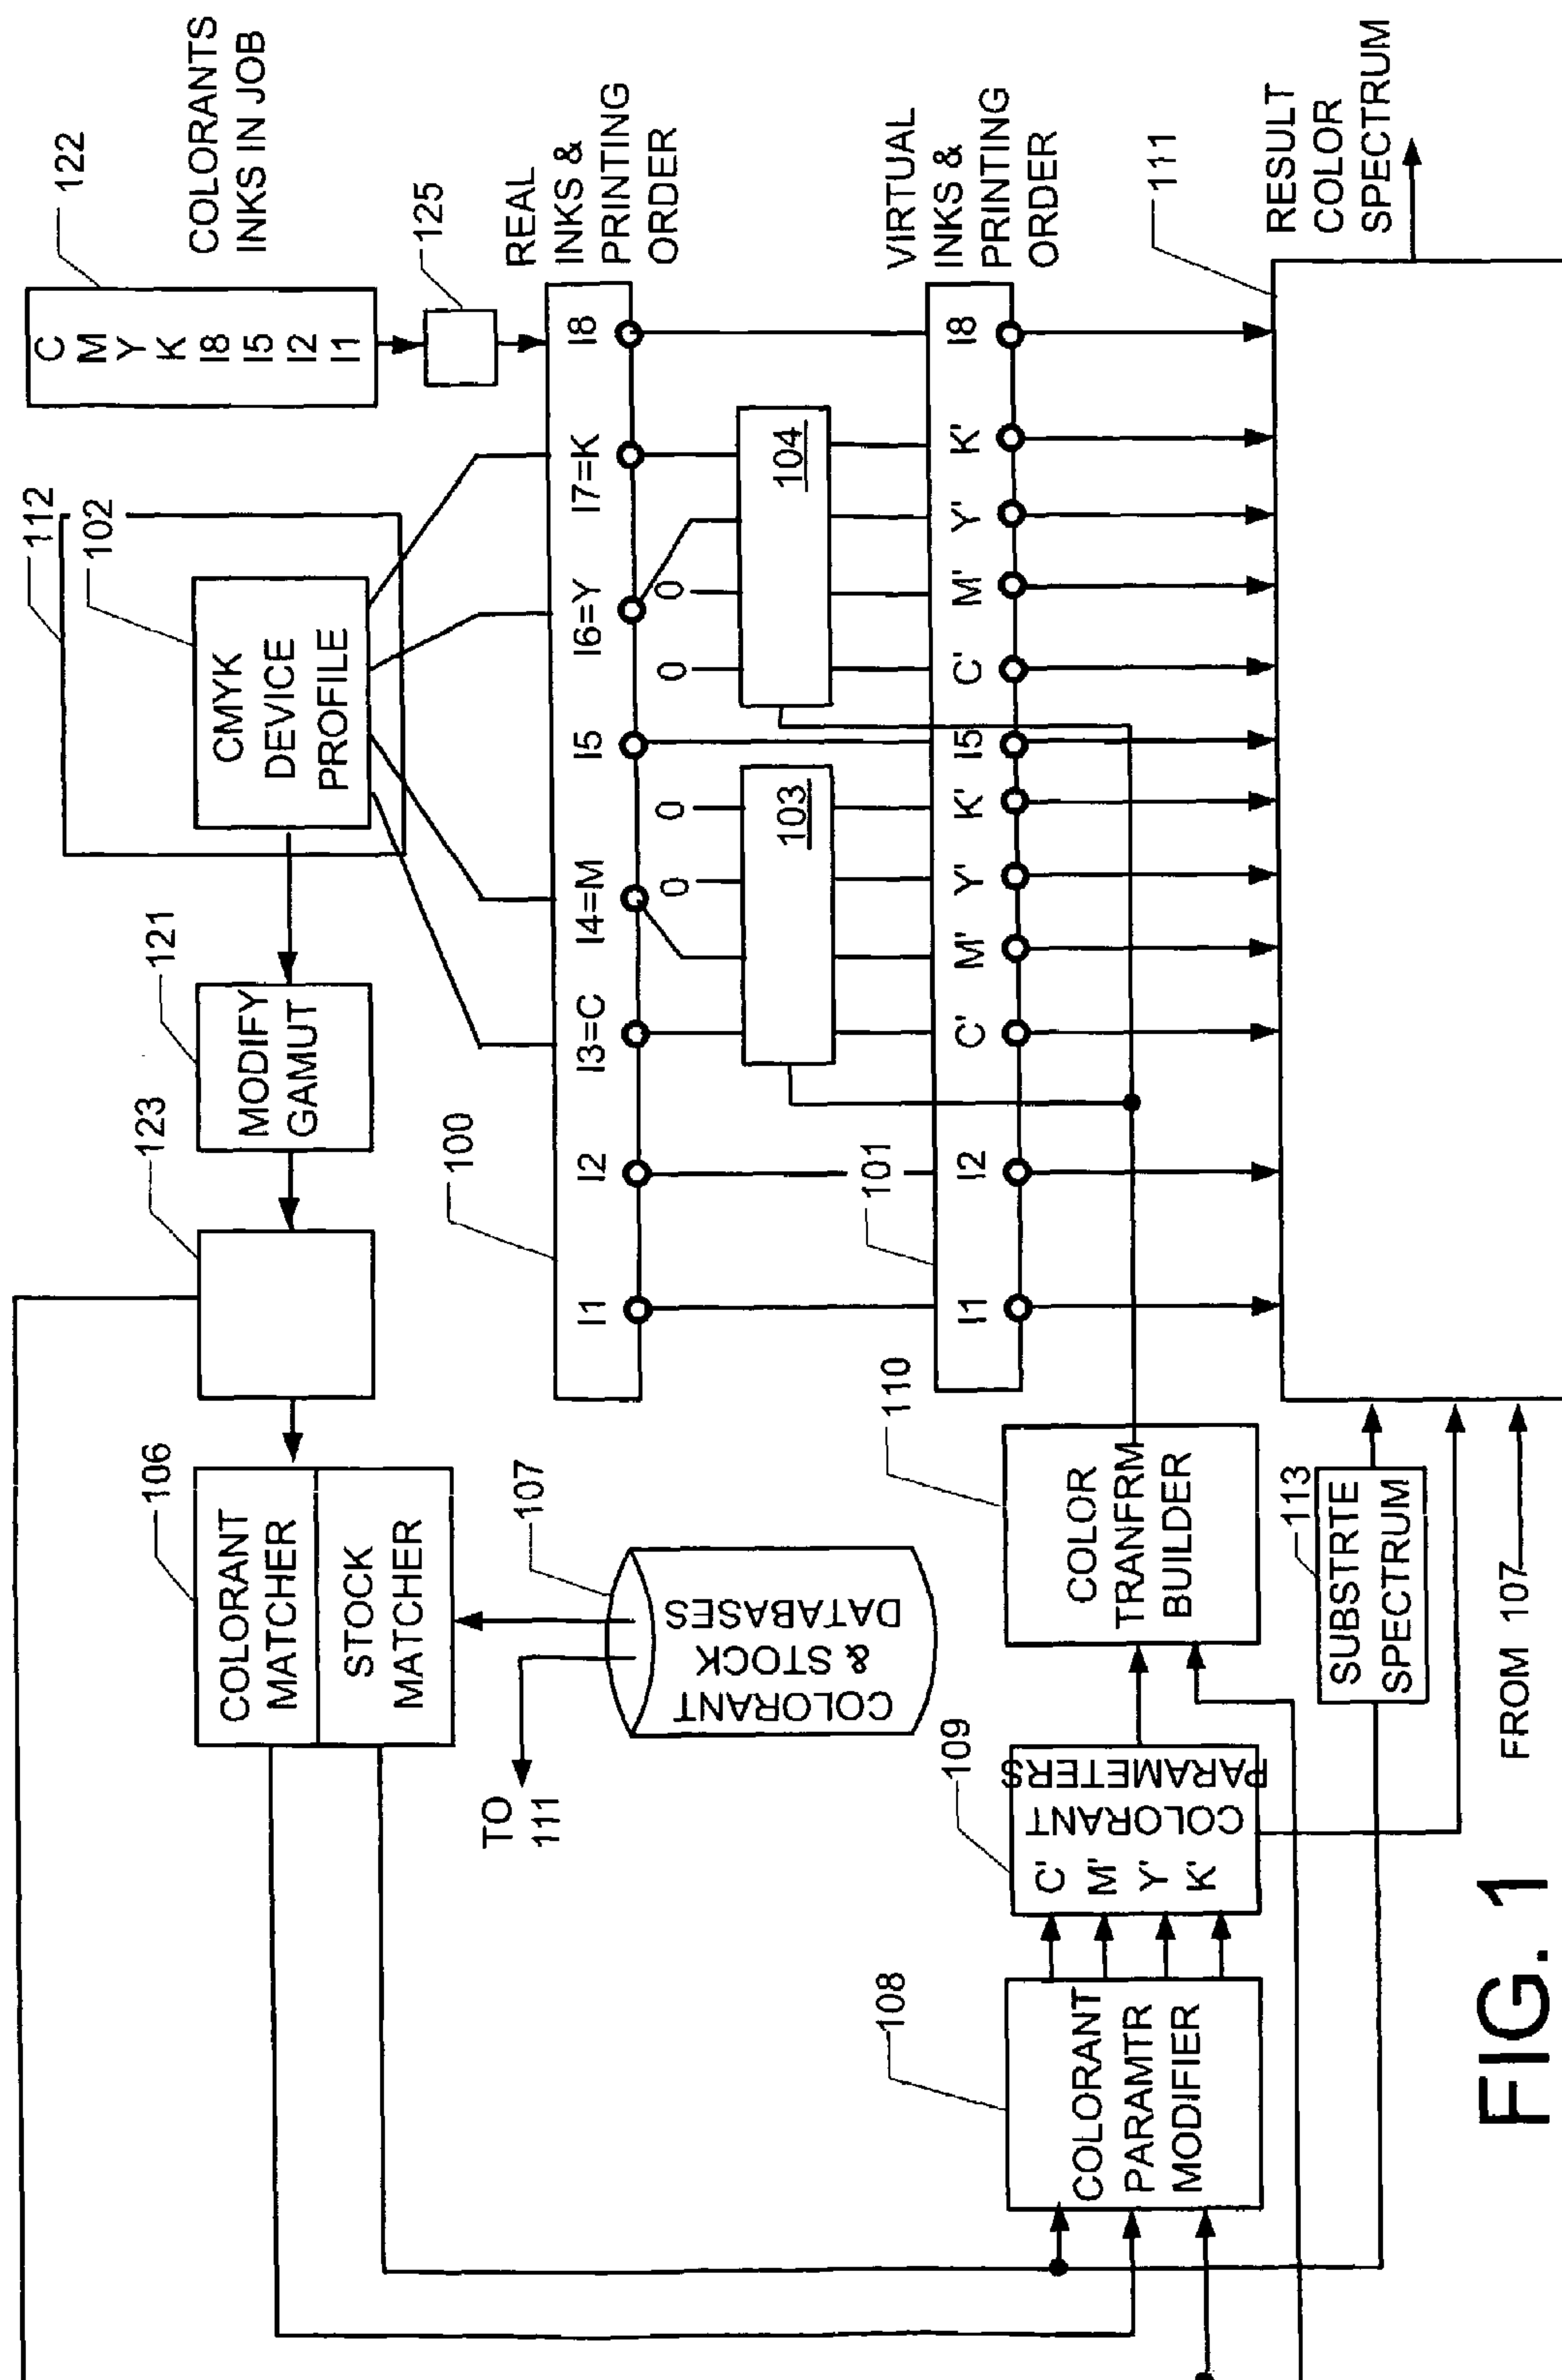 122
C
M
Y
K
I8
I5
I2
I1
COLORANTS
INKS IN JOB
125
112
102
CMYK
DEVICE
PROFILE
121
MODIFY
GAMUT
123
106
COLORANT
MATCHER
STOCK
MATCHER
107
COLORANT
& STOCK
DATABASES
TO
111
100
I1 I2 I3=C I4=M I5 I6=Y I7=K I8
REAL
INKS &
PRINTING
ORDER
0 0 0 0
103
104
101
I1 I2 C' M' Y' K' I5 C' M' Y' K' I8
VIRTUAL
INKS &
PRINTING
ORDER
108
COLORANT
PARAMTR
MODIFIER
109
C'
M'
Y'
K'
COLORANT
PARAMETERS
110
COLOR
TRANFRM
BUILDER
113
SUBSTRTE
SPECTRUM
FROM 107
111
RESULT
COLOR
SPECTRUM
FIG. 1